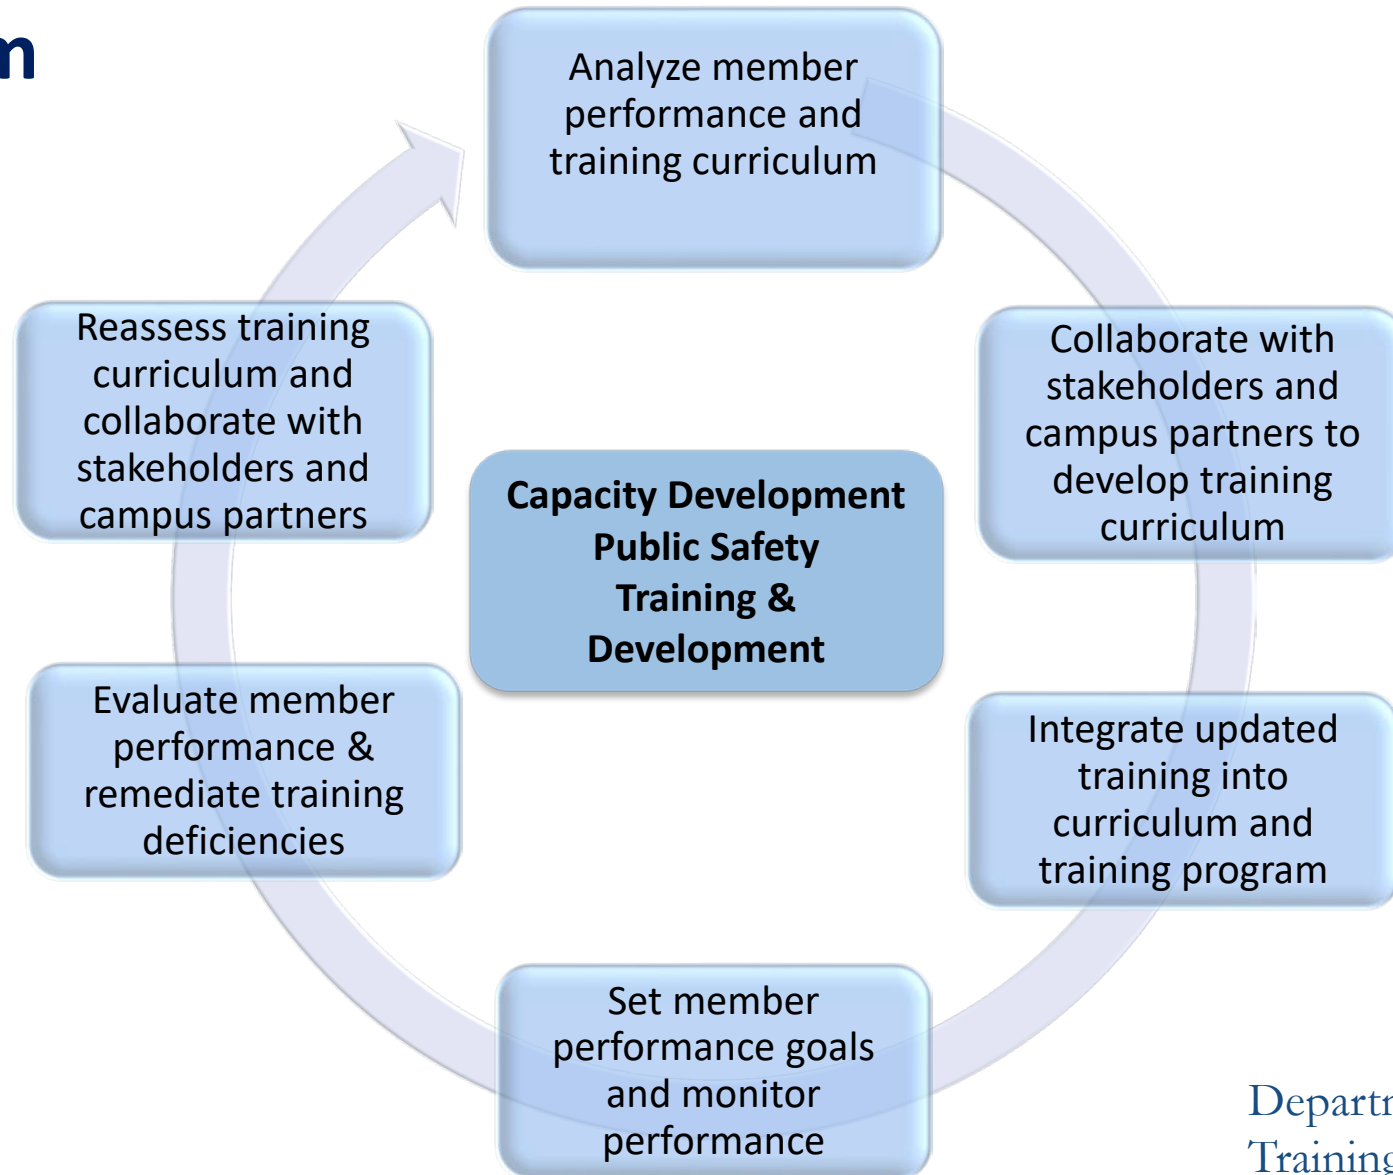 Analyze member
performance and
training curriculum
Collaborate with
stakeholders and
campus partners to
develop training
curriculum
Integrate updated
training into
curriculum and
training program
Set member
performance goals
and monitor
performance
Evaluate member
performance &
remediate training
deficiencies
Reassess training
curriculum and
collaborate with
stakeholders and
campus partners
Capacity Development
Public Safety
Training &
Development
Training